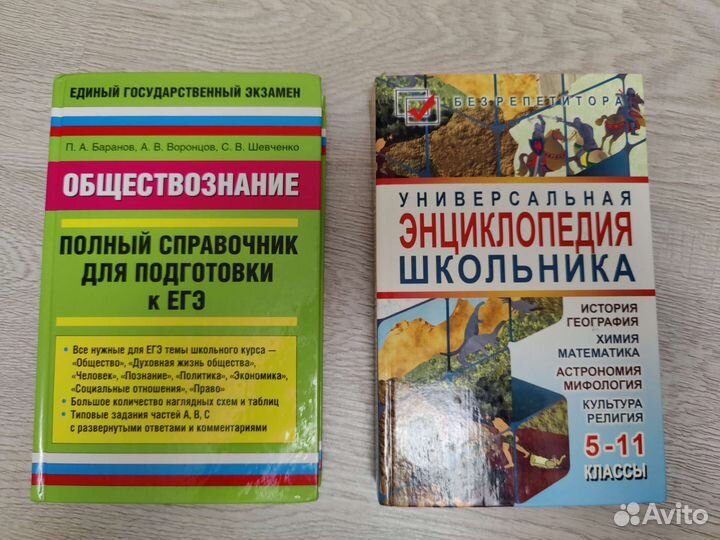 ЕДИНЫЙ ГОСУДАРСТВЕННЫЙ ЭКЗАМЕН
П. А. Баранов, А. В. Воронцов, С. В. Шевченко
ОБЩЕСТВОЗНАНИЕ
ПОЛНЫЙ СПРАВОЧНИК
ДЛЯ ПОДГОТОВКИ
К ЕГЭ
• Все нужные для ЕГЭ темы школьного курса —
«Общество», «Духовная жизнь общества»,
«Человек», «Познание», «Политика», «Экономика»,
«Социальные отношения», «Право»
• Большое количество наглядных схем и таблиц
• Типовые задания частей А, В, С
с развернутыми ответами и комментариями
БЕЗ РЕПЕТИТОРА
УНИВЕРСАЛЬНАЯ
ЭНЦИКЛОПЕДИЯ
ШКОЛЬНИКА
ИСТОРИЯ
ГЕОГРАФИЯ
ХИМИЯ
МАТЕМАТИКА
АСТРОНОМИЯ
МИФОЛОГИЯ
КУЛЬТУРА
РЕЛИГИЯ
5-11
КЛАССЫ
Avito